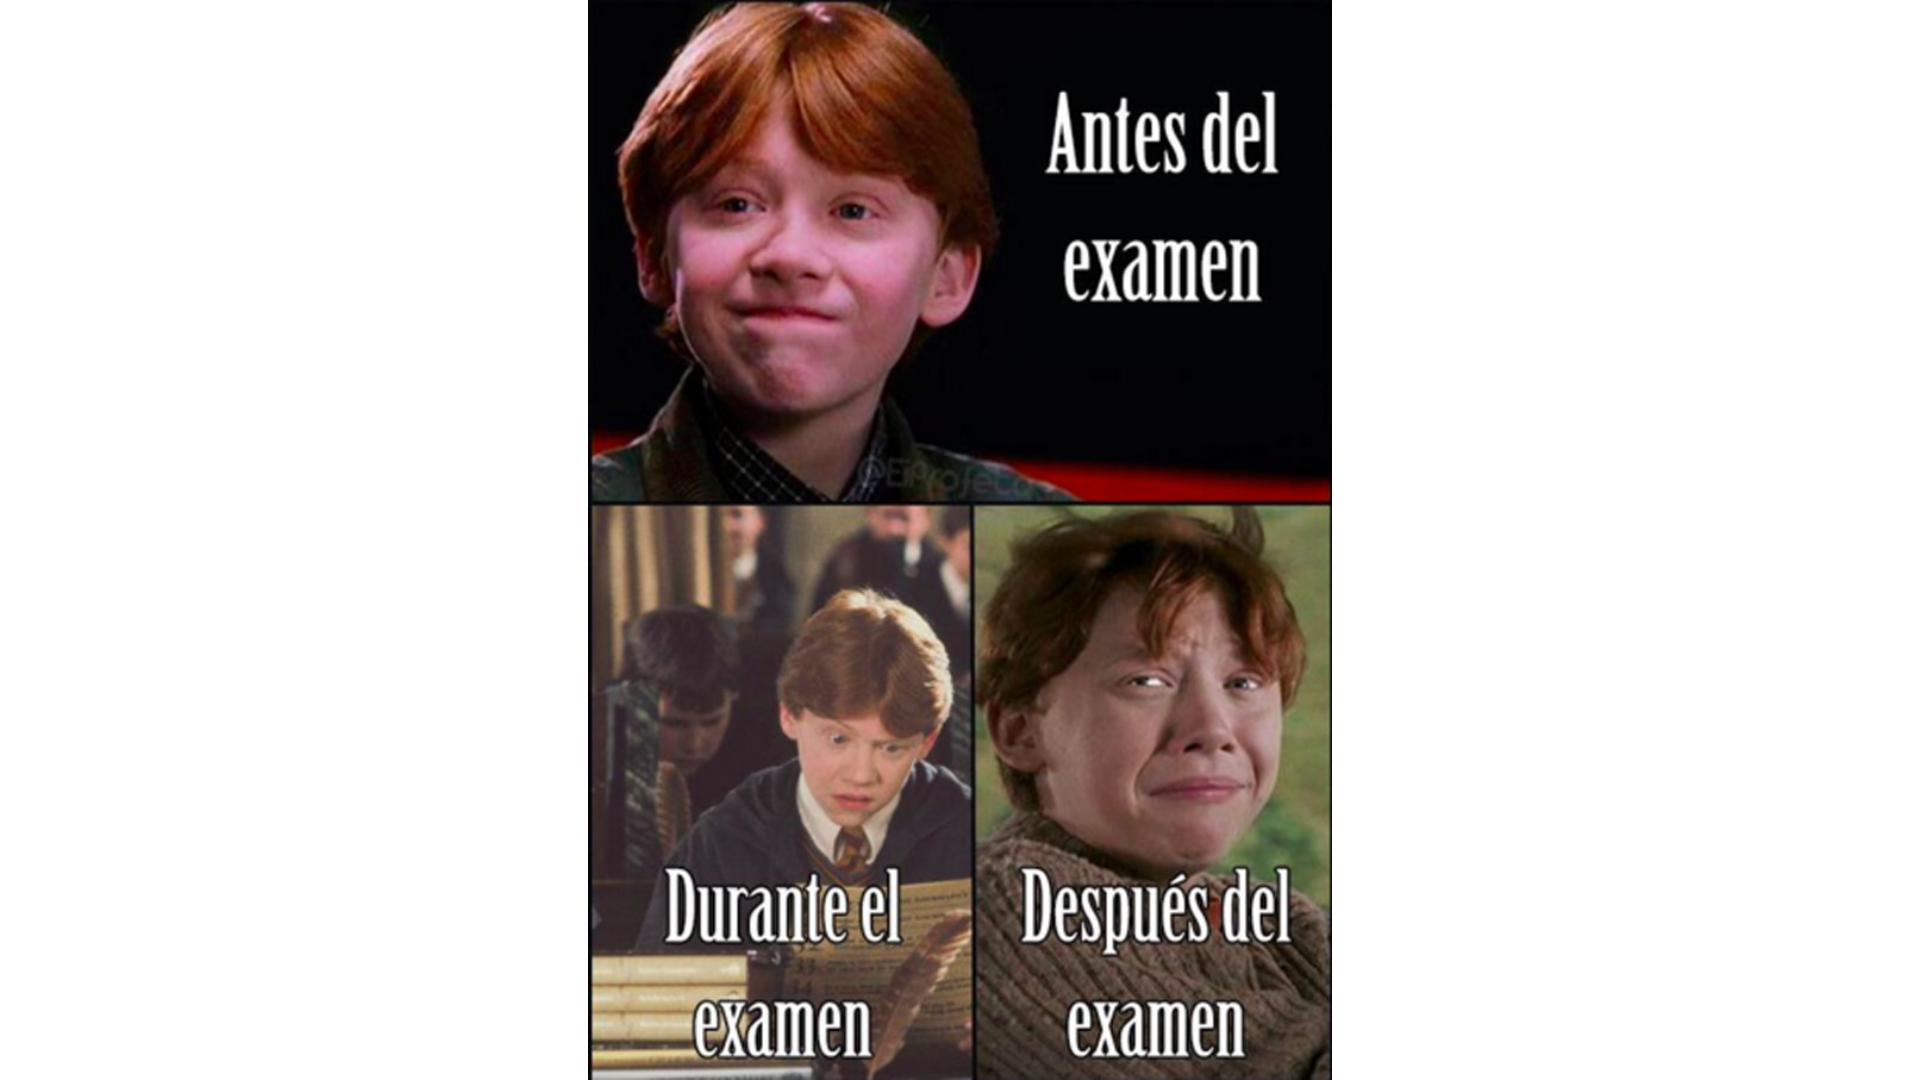 Antes del
examen
Durante el
examen
Después del
examen